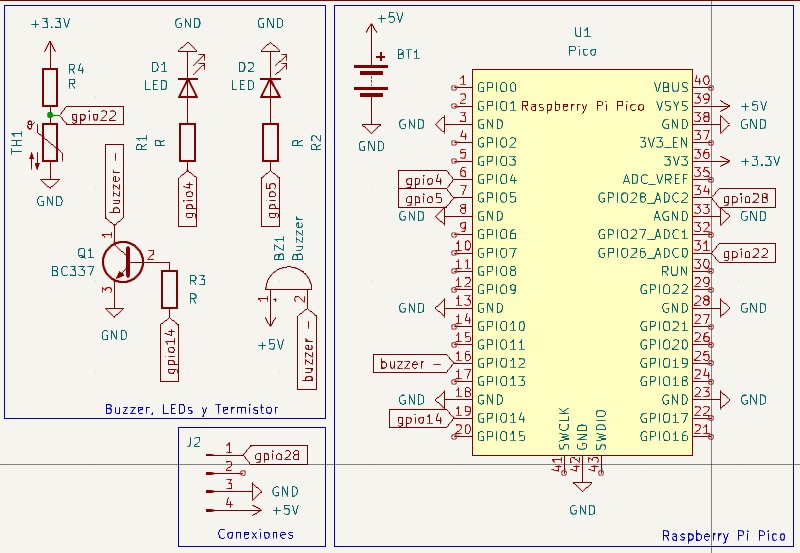 +3.3V
R4
R
gpio22
TH1
θ
GND
GND
D1
LED
R1
R
gpio4
GND
D2
LED
R
R2
gpio5
buzzer -
1
Q1
BC337
2
3
GND
R3
R
gpio14
BZ1
Buzzer
1
+
2
-
+5V
buzzer -
Buzzer, LEDs y Termistor
J2
1 gpio28
2
3 GND
4 +5V
Conexiones
+5V
BT1
+
GND
U1
Pico
Raspberry Pi Pico
1 GPIO0
2 GPIO1
GND 3 GND
4 GPIO2
5 GPIO3
gpio4 6 GPIO4
gpio5 7 GPIO5
GND 8 GND
9 GPIO6
10 GPIO7
11 GPIO8
12 GPIO9
GND 13 GND
14 GPIO10
15 GPIO11
buzzer - 16 GPIO12
17 GPIO13
GND 18 GND
gpio14 19 GPIO14
20 GPIO15
VBUS 40
VSYS 39 +5V
GND 38 GND
3V3_EN 37
3V3 36 +3.3V
ADC_VREF 35
GPIO28_ADC2 34 gpio28
AGND 33 GND
GPIO27_ADC1 32
GPIO26_ADC0 31 gpio22
RUN 30
GPIO22 29
GND 28 GND
GPIO21 27
GPIO20 26
GPIO19 25
GPIO18 24
GND 23 GND
GPIO17 22
GPIO16 21
SWCLK 41
GND 42
SWDIO 43
GND
Raspberry Pi Pico